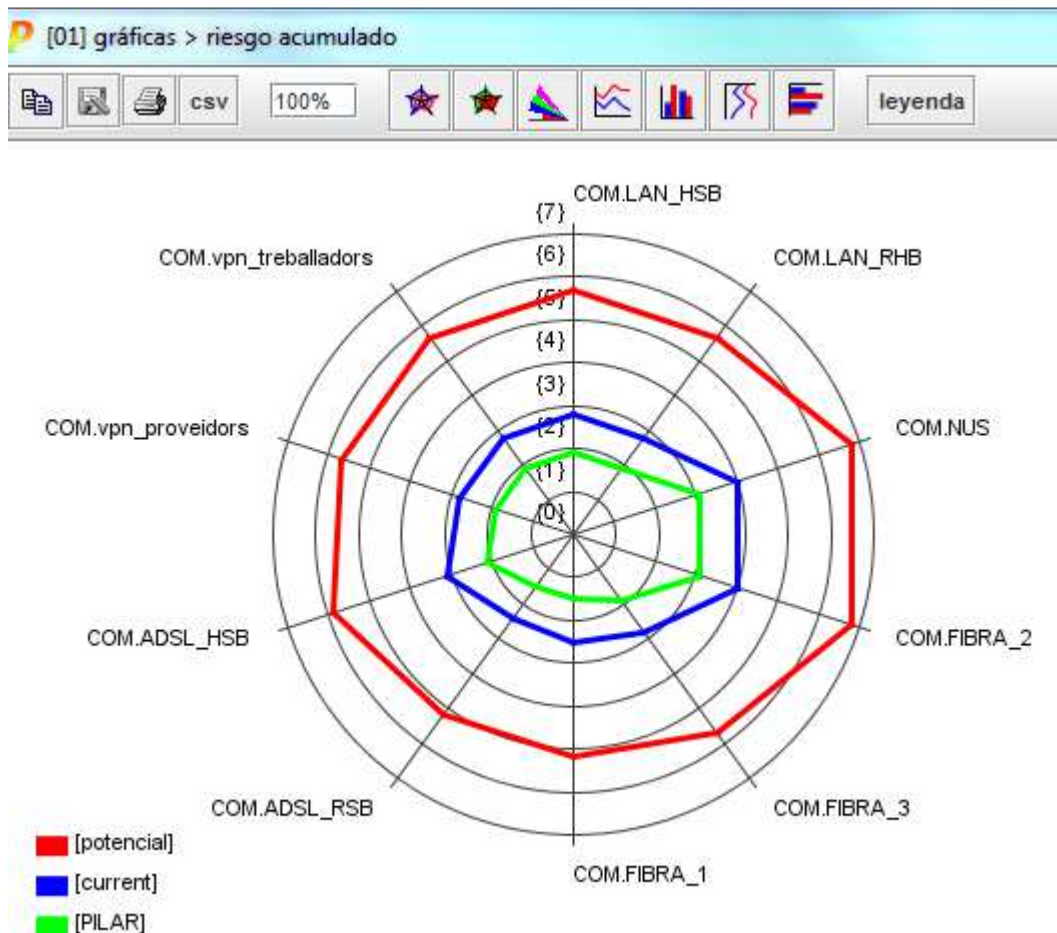 [01] gráficas > riesgo acumulado
csv 100% leyenda
COM.LAN_HSB
{7}
COM.vpn_treballadors COM.LAN_RHB
{6}
{5}
{4}
{3}
COM.vpn_proveidors {2} COM.NUS
{1}
{0}
COM.ADSL_HSB COM.FIBRA_2
COM.ADSL_RSB COM.FIBRA_3
COM.FIBRA_1
[potencial]
[current]
[PILAR]